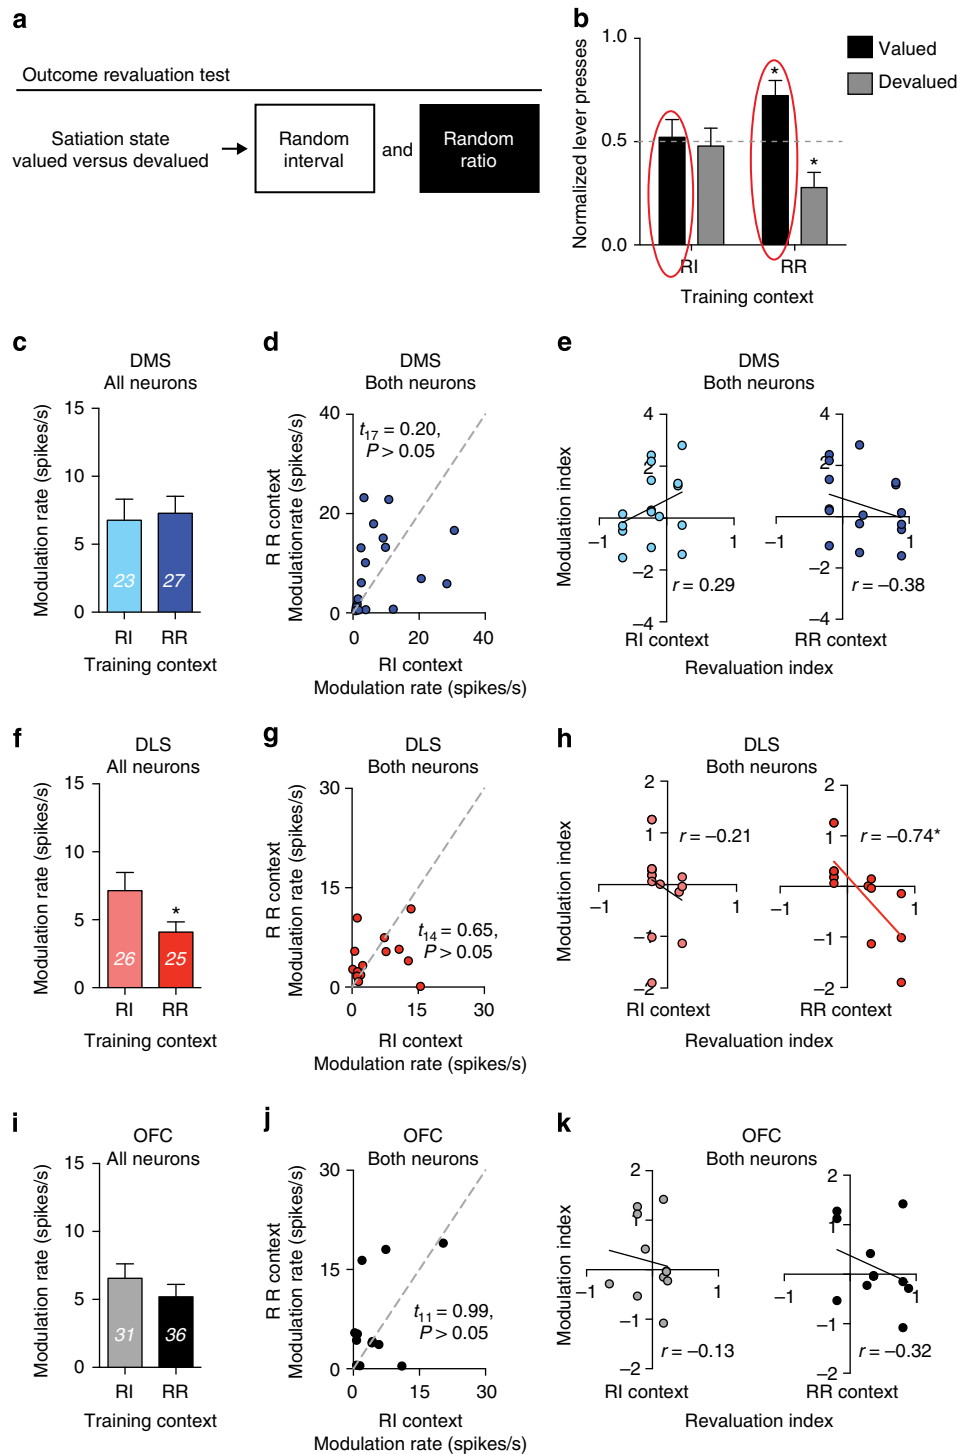 a
Outcome revaluation test
Satiation state
valued versus devalued
Random
interval
and
Random
ratio
b
Normalized lever presses
1.0
0.5
0.0
*
*
RI
RR
Training context
Valued
Devalued
c
DMS
All neurons
Modulation rate (spikes/s)
15
10
5
0
23
27
RI
RR
Training context
d
DMS
Both neurons
R R context
Modulation rate (spikes/s)
40
20
0
t17 = 0.20,
P > 0.05
0
20
40
RI context
Modulation rate (spikes/s)
e
DMS
Both neurons
Modulation index
4
2
−2
−4
−1
1
r = 0.29
RI context
4
2
−2
−4
−1
1
r = −0.38
RR context
Revaluation index
f
DLS
All neurons
Modulation rate (spikes/s)
15
10
5
0
*
26
25
RI
RR
Training context
g
DLS
Both neurons
R R context
Modulation rate (spikes/s)
30
15
0
t14 = 0.65,
P > 0.05
0
15
30
RI context
Modulation rate (spikes/s)
h
DLS
Both neurons
Modulation index
2
1
−1
−2
−1
1
r = −0.21
RI context
2
1
−1
−2
−1
1
r = −0.74*
RR context
Revaluation index
i
OFC
All neurons
Modulation rate (spikes/s)
15
10
5
0
31
36
RI
RR
Training context
j
OFC
Both neurons
R R context
Modulation rate (spikes/s)
30
15
0
t11 = 0.99,
P > 0.05
0
15
30
RI context
Modulation rate (spikes/s)
k
OFC
Both neurons
Modulation index
2
1
−1
−2
−1
1
r = −0.13
RI context
2
1
−1
−2
−1
1
r = −0.32
RR context
Revaluation index